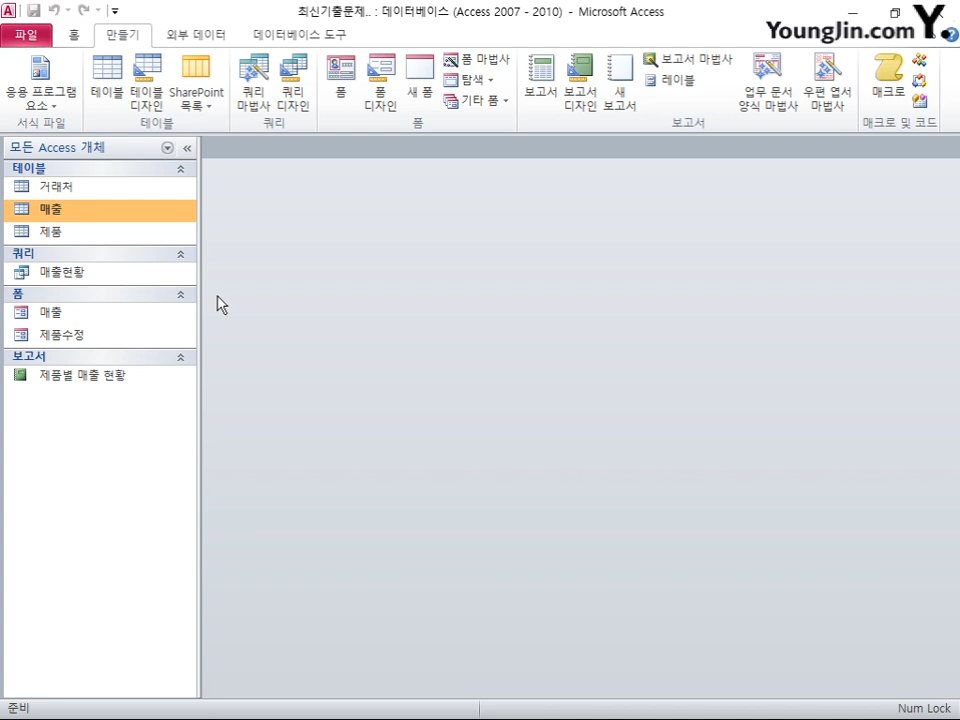 최신기출문제.. : 데이터베이스 (Access 2007 - 2010) - Microsoft Access
Younglin.com Y.
파일 홈 만들기 외부 데이터 데이터베이스 도구
응용 프로그램 요소
서식 파일
테이블
테이블 디자인
SharePoint 목록
테이블
쿼리 마법사
쿼리 디자인
쿼리
폼
폼 디자인
새 폼
폼 마법사
탐색
기타 폼
폼
보고서
보고서 디자인
새 보고서
보고서 마법사
레이블
업무 문서 양식 마법사
우편 엽서 마법사
보고서
매크로
매크로 및 코드
모든 Access 개체
테이블
거래처
매출
제품
쿼리
매출현황
폼
매출
제품수정
보고서
제품별 매출 현황
준비
Num Lock